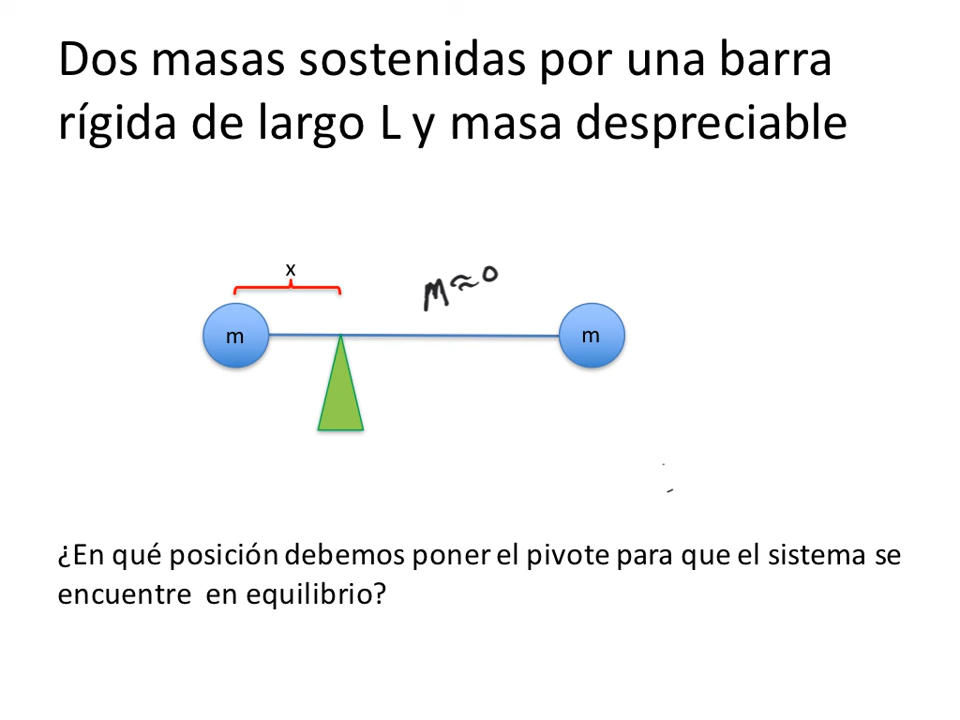 Dos masas sostenidas por una barra
rígida de largo L y masa despreciable
x
M≈0
m
m
¿En qué posición debemos poner el pivote para que el sistema se
encuentre en equilibrio?